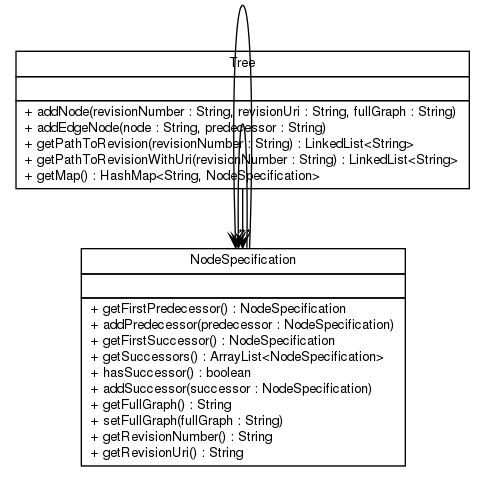 Tree
+ addNode(revisionNumber : String, revisionUri : String, fullGraph : String)
+ addEdgeNode(node : String, predecessor : String)
+ getPathToRevision(revisionNumber : String) : LinkedList<String>
+ getPathToRevisionWithUri(revisionNumber : String) : LinkedList<String>
+ getMap() : HashMap<String, NodeSpecification>
NodeSpecification
+ getFirstPredecessor() : NodeSpecification
+ addPredecessor(predecessor : NodeSpecification)
+ getFirstSuccessor() : NodeSpecification
+ getSuccessors() : ArrayList<NodeSpecification>
+ hasSuccessor() : boolean
+ addSuccessor(successor : NodeSpecification)
+ getFullGraph() : String
+ setFullGraph(fullGraph : String)
+ getRevisionNumber() : String
+ getRevisionUri() : String